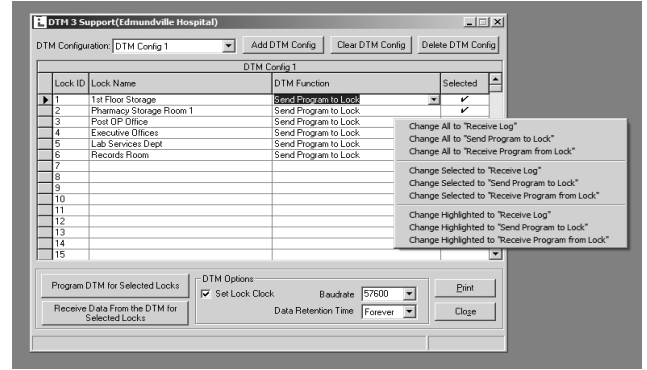 DTM 3 Support(Edmundville Hospital)
DTM Configuration: DTM Config 1 Add DTM Config Clear DTM Config Delete DTM Config
DTM Config 1
Lock ID Lock Name DTM Function Selected
1 1st Floor Storage Send Program to Lock ✔
2 Pharmacy Storage Room 1 Send Program to Lock ✔
3 Post OP Office Send Program to Lock
4 Executive Offices Send Program to Lock
5 Lab Services Dept Send Program to Lock
6 Records Room Send Program to Lock
7
8
9
10
11
12
13
14
15
Change All to "Receive Log"
Change All to "Send Program to Lock"
Change All to "Receive Program from Lock"
Change Selected to "Receive Log"
Change Selected to "Send Program to Lock"
Change Selected to "Receive Program from Lock"
Change Highlighted to "Receive Log"
Change Highlighted to "Send Program to Lock"
Change Highlighted to "Receive Program from Lock"
Program DTM for Selected Locks
Receive Data From the DTM for
Selected Locks
DTM Options
Set Lock Clock Baudrate 57600
Data Retention Time Forever
Print
Close